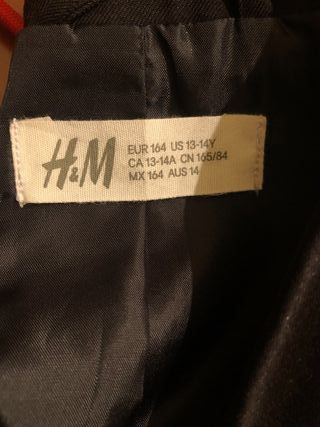 H&M
EUR 164 US 13-14Y
CA 13-14A CN 165/84
MX 164 AUS 14